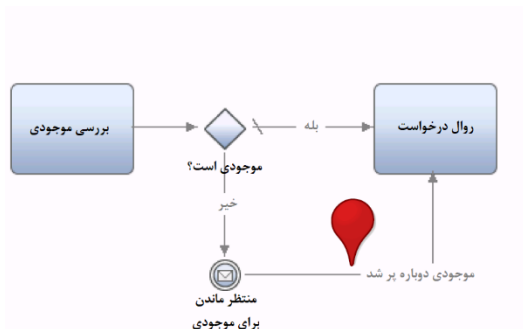 بررسی موجودی
بله
روال درخواست
موجودی است؟
خیر
موجودی دوباره پر شد
منتظر ماندن
برای موجودی